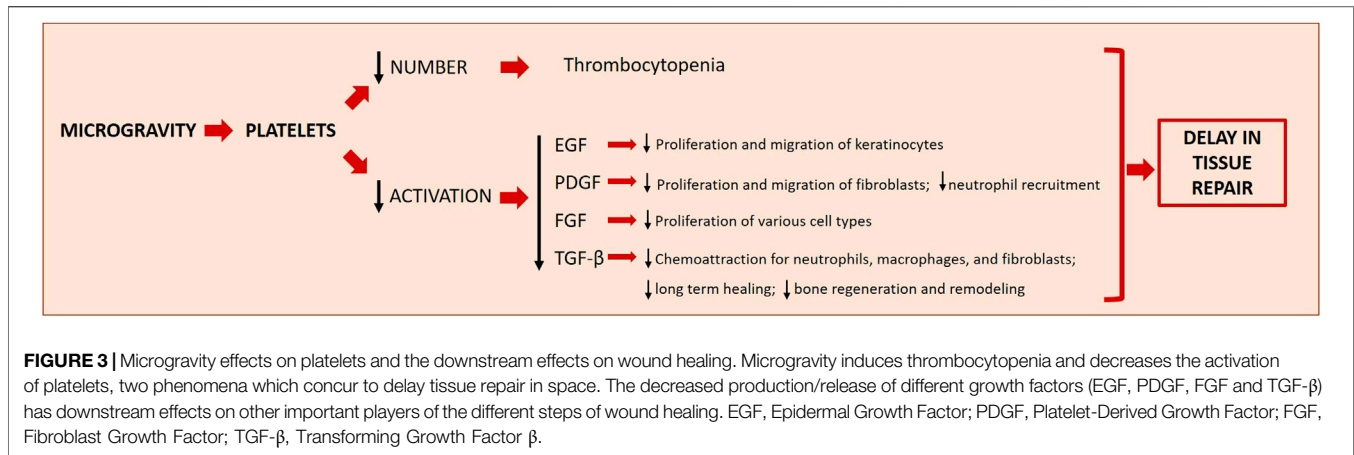 NUMBER Thrombocytopenia
MICROGRAVITY PLATELETS
ACTIVATION
EGF Proliferation and migration of keratinocytes
PDGF Proliferation and migration of fibroblasts; neutrophil recruitment
FGF Proliferation of various cell types
TGF-β Chemoattraction for neutrophils, macrophages, and fibroblasts;
long term healing; bone regeneration and remodeling
DELAY IN
TISSUE
REPAIR
FIGURE 3 | Microgravity effects on platelets and the downstream effects on wound healing. Microgravity induces thrombocytopenia and decreases the activation
of platelets, two phenomena which concur to delay tissue repair in space. The decreased production/release of different growth factors (EGF, PDGF, FGF and TGF-β)
has downstream effects on other important players of the different steps of wound healing. EGF, Epidermal Growth Factor; PDGF, Platelet-Derived Growth Factor; FGF,
Fibroblast Growth Factor; TGF-β, Transforming Growth Factor β.